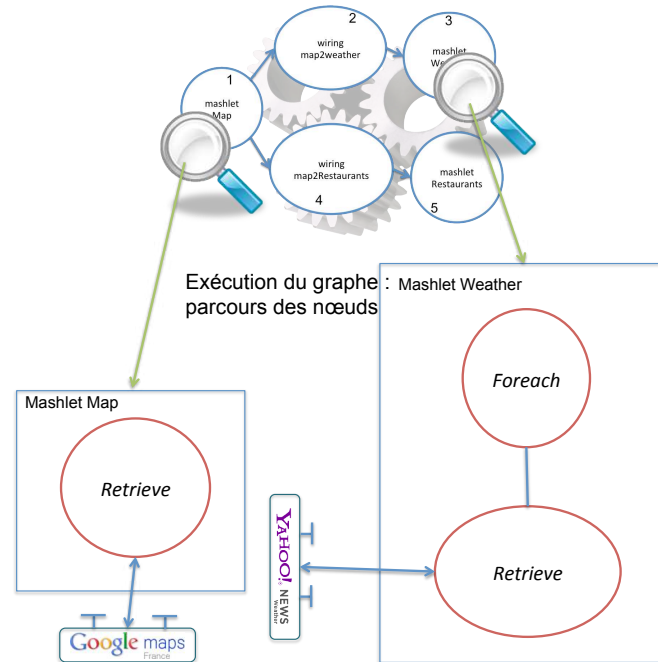 2
wiring
map2weather
3
mashlet
1
mashlet
Map
wiring
map2Restaurants
4
mashlet
Restaurants
5
Exécution du graphe :
parcours des nœuds
Mashlet Weather
Foreach
Mashlet Map
Retrieve
YAHOO!
NEWS
Weather
Retrieve
Google maps
France